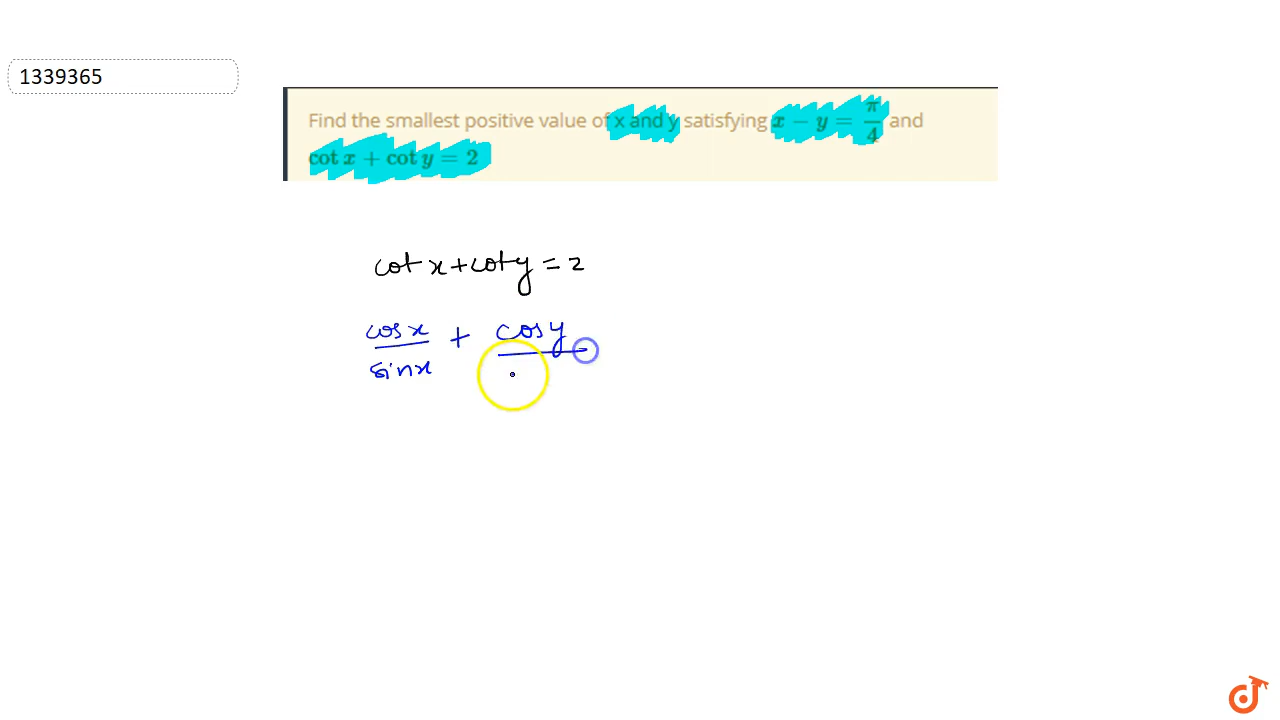 1339365
Find the smallest positive value of x and y satisfying x − y = π/4 and
cot x + cot y = 2
cot x + cot y = 2
cos x / sin x + cos y